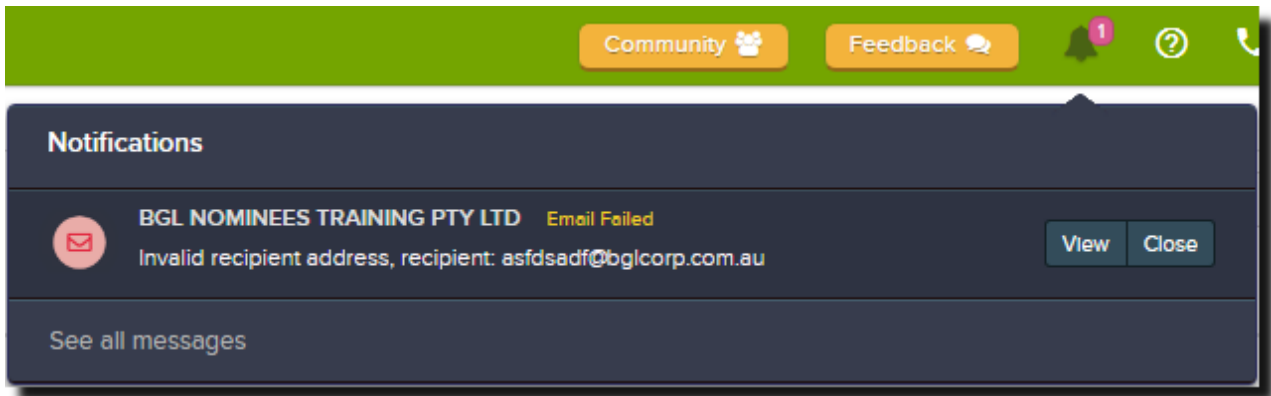 Community
Feedback
1
Notifications
BGL NOMINEES TRAINING PTY LTD Email Failed
Invalid recipient address, recipient: asfdsadf@bglcorp.com.au
View Close
See all messages